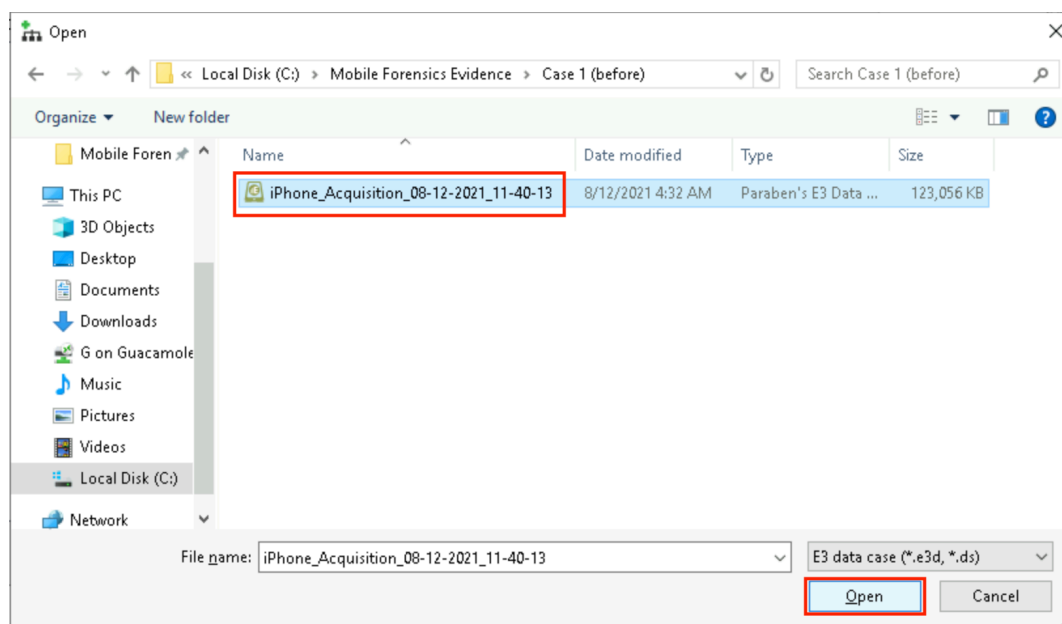 Open
« Local Disk (C:) > Mobile Forensics Evidence > Case 1 (before)
Search Case 1 (before)
Organize
New folder
Mobile Foren
Name
Date modified
Type
Size
iPhone_Acquisition_08-12-2021_11-40-13
8/12/2021 4:32 AM
Paraben's E3 Data ...
123,056 KB
This PC
3D Objects
Desktop
Documents
Downloads
G on Guacamole
Music
Pictures
Videos
Local Disk (C:)
Network
File name:
iPhone_Acquisition_08-12-2021_11-40-13
E3 data case (*.e3d, *.ds)
Open
Cancel